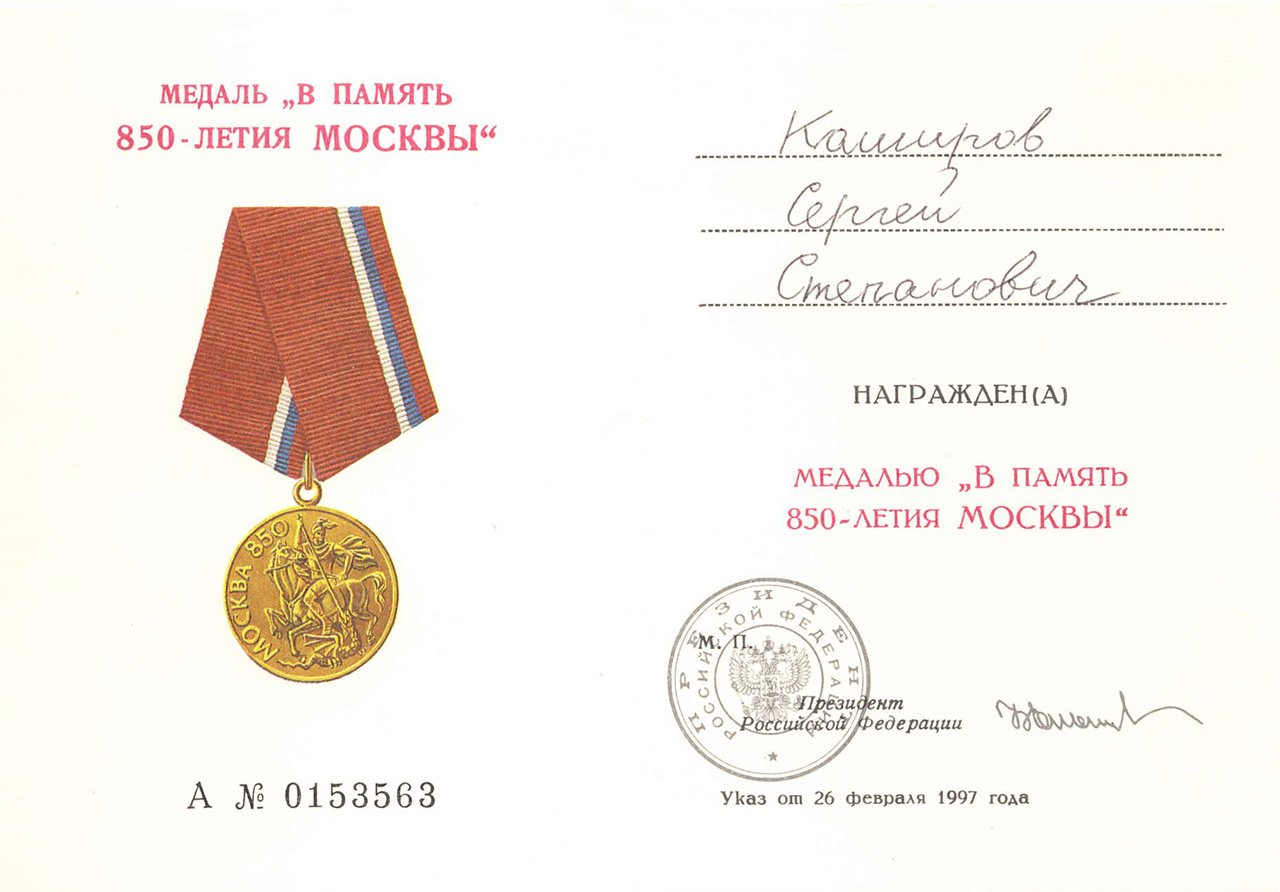 МЕДАЛЬ „В ПАМЯТЬ
850-ЛЕТИЯ МОСКВЫ“
МОСКВА 850
А № 0153563
Каширов
Сергей
Степанович
НАГРАЖДЕН(А)
МЕДАЛЬЮ „В ПАМЯТЬ
850-ЛЕТИЯ МОСКВЫ“
ПРЕЗИДЕНТ
РОССИЙСКОЙ ФЕДЕРАЦИИ
М. П.
Президент
Российской Федерации
Указ от 26 февраля 1997 года